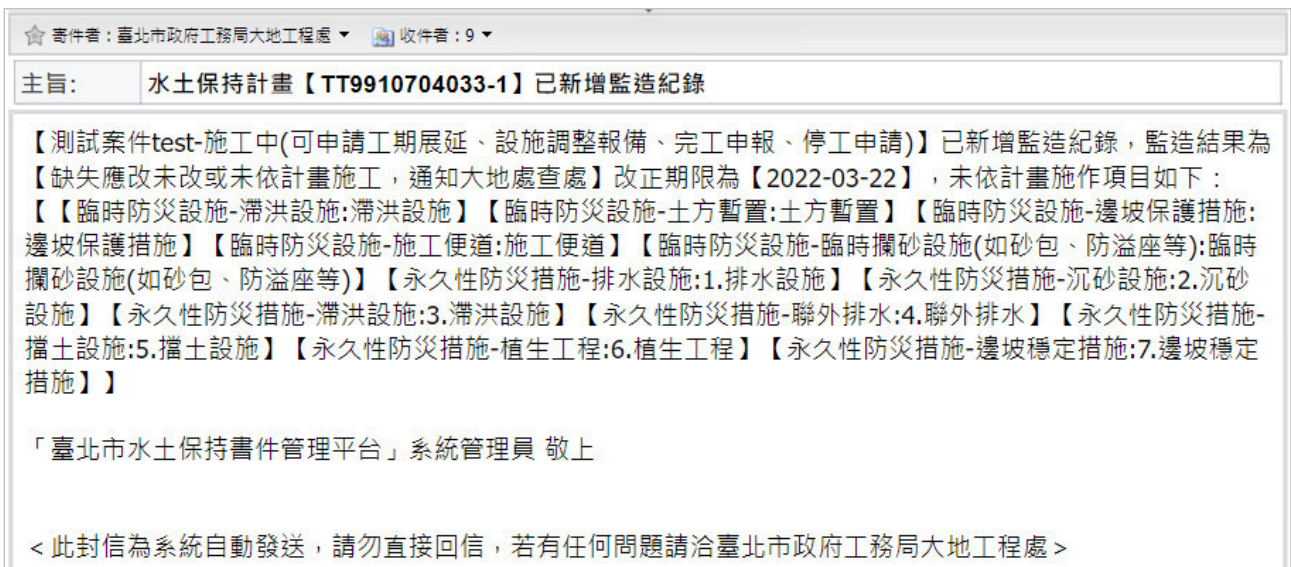 寄件者：臺北市政府工務局大地工程處 收件者：9
主旨: 水土保持計畫【TT9910704033-1】已新增監造紀錄
【測試案件test-施工中(可申請工期展延、設施調整報備、完工申報、停工申請)】已新增監造紀錄，監造結果為
【缺失應改未改或未依計畫施工，通知大地處查處】改正期限為【2022-03-22】，未依計畫施作項目如下：
【【臨時防災設施-滯洪設施:滯洪設施】【臨時防災設施-土方暫置:土方暫置】【臨時防災設施-邊坡保護措施:
邊坡保護措施】【臨時防災設施-施工便道:施工便道】【臨時防災設施-臨時攔砂設施(如砂包、防溢座等):臨時
攔砂設施(如砂包、防溢座等)】【永久性防災措施-排水設施:1.排水設施】【永久性防災措施-沉砂設施:2.沉砂
設施】【永久性防災措施-滯洪設施:3.滯洪設施】【永久性防災措施-聯外排水:4.聯外排水】【永久性防災措施-
擋土設施:5.擋土設施】【永久性防災措施-植生工程:6.植生工程】【永久性防災措施-邊坡穩定措施:7.邊坡穩定
措施】】
「臺北市水土保持書件管理平台」系統管理員 敬上
＜此封信為系統自動發送，請勿直接回信，若有任何問題請洽臺北市政府工務局大地工程處＞